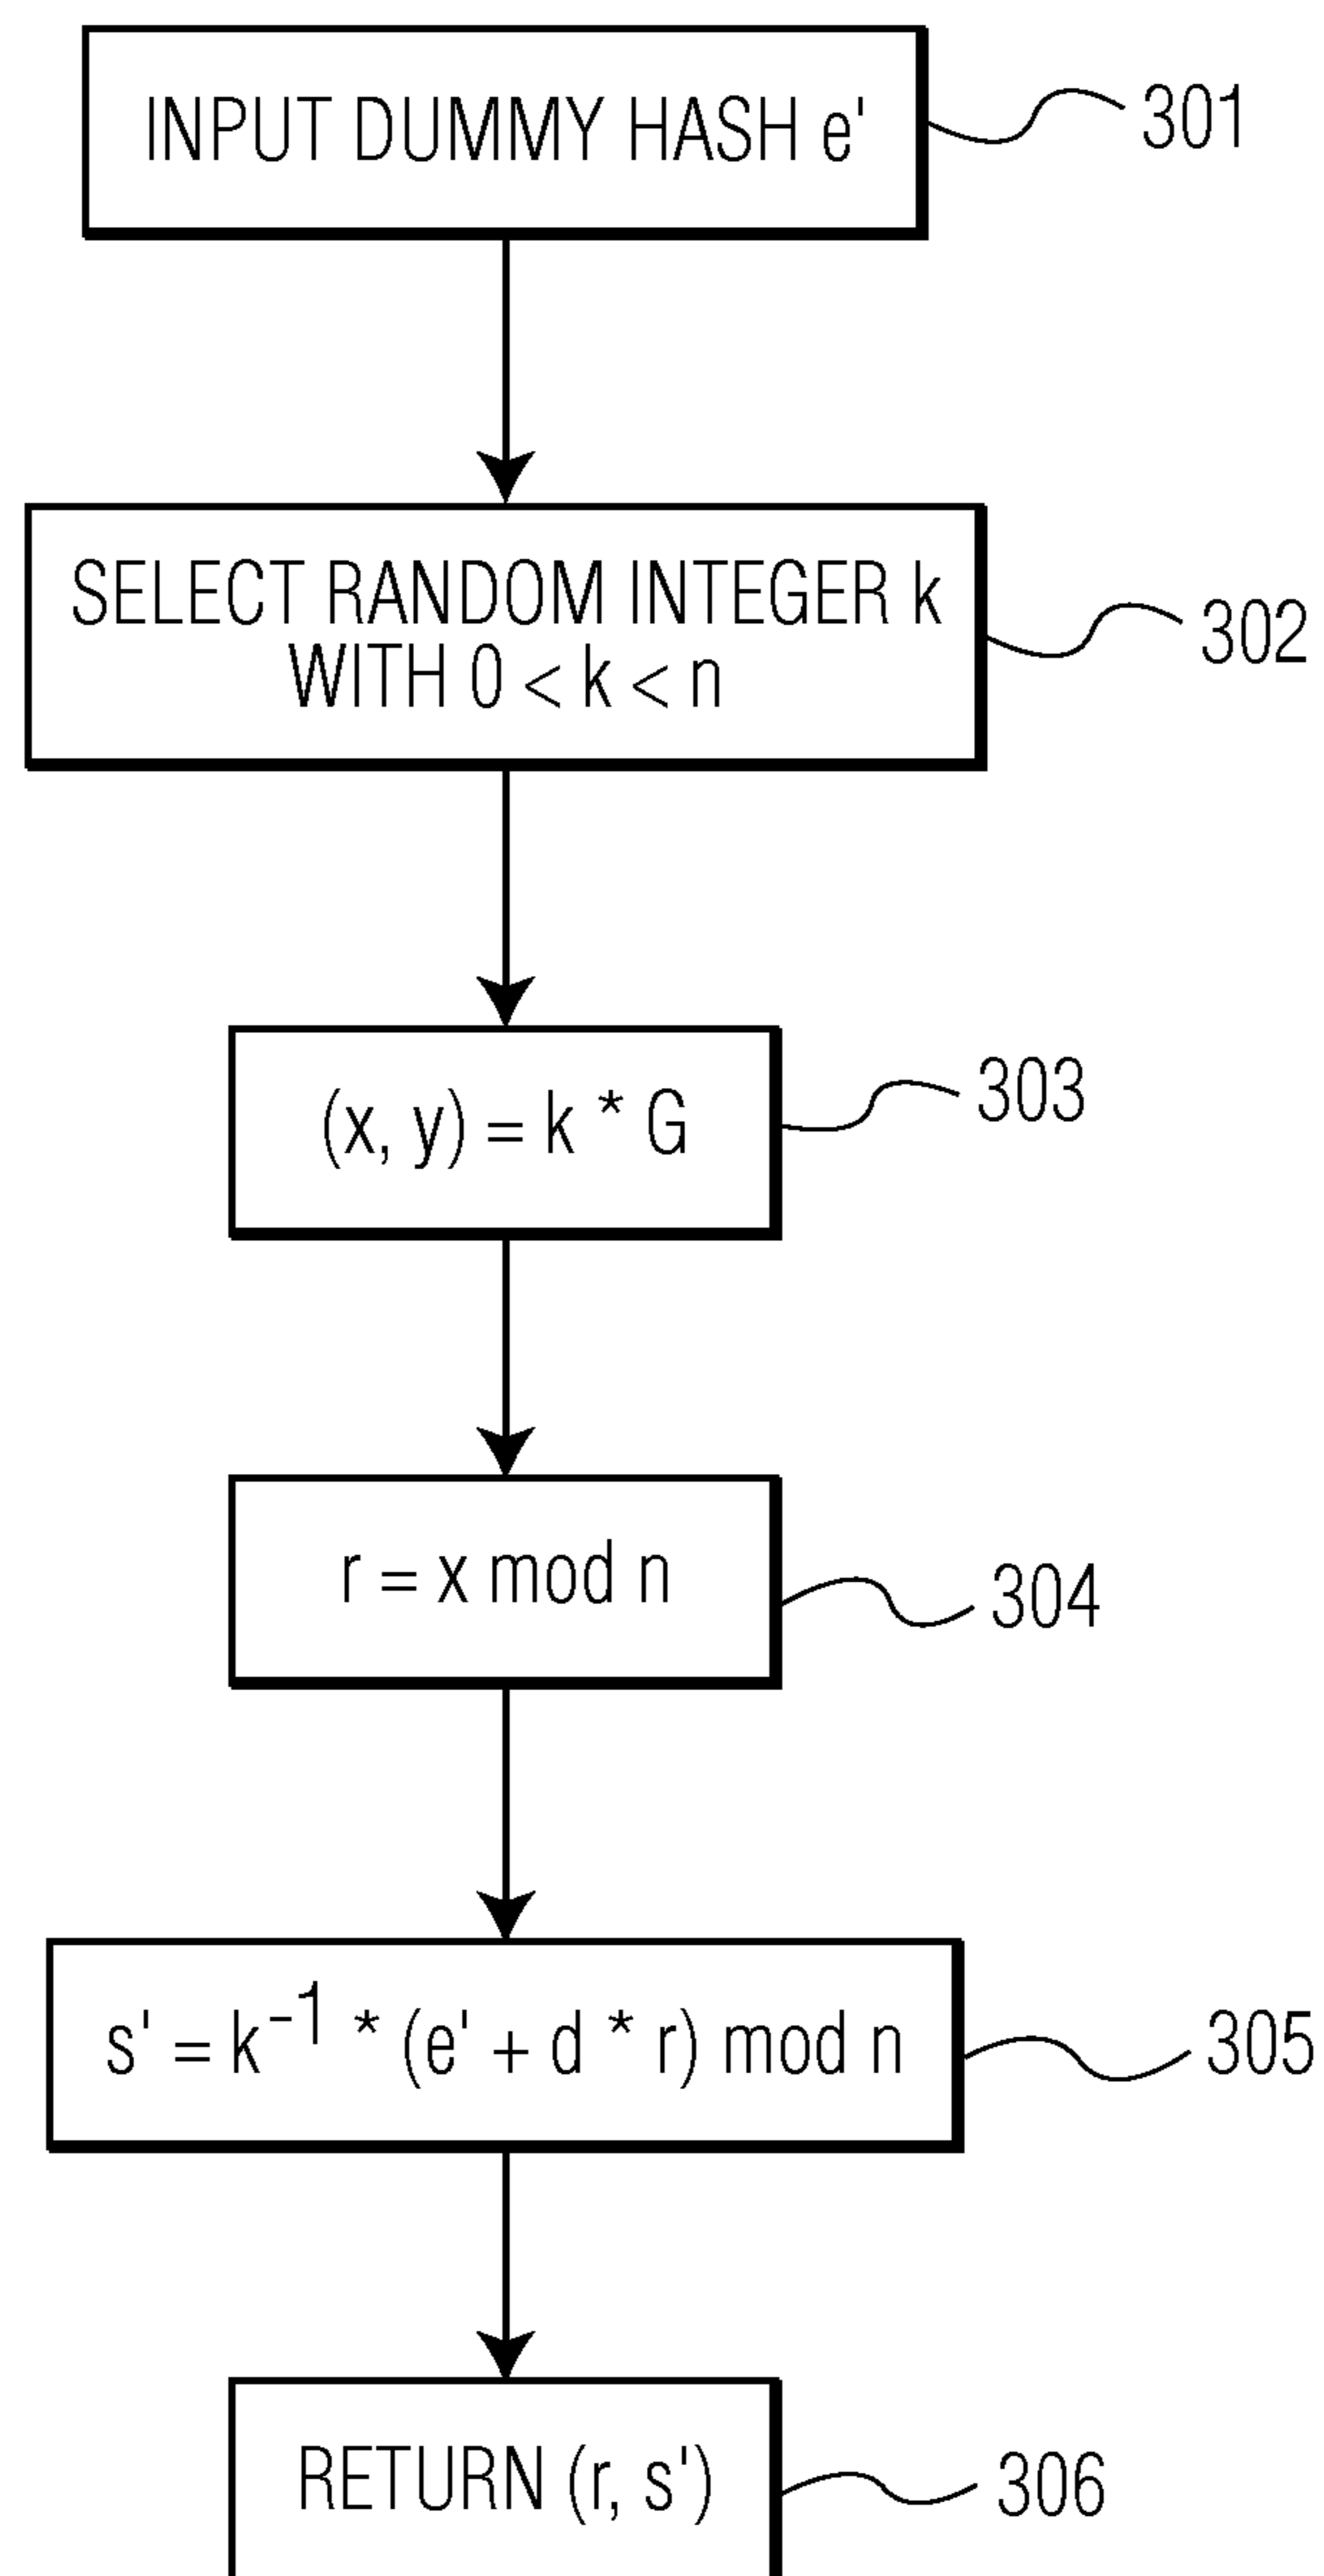 INPUT DUMMY HASH e'
301
SELECT RANDOM INTEGER k
WITH 0 < k < n
302
(x, y) = k * G
303
r = x mod n
304
s' = k⁻¹ * (e' + d * r) mod n
305
RETURN (r, s')
306